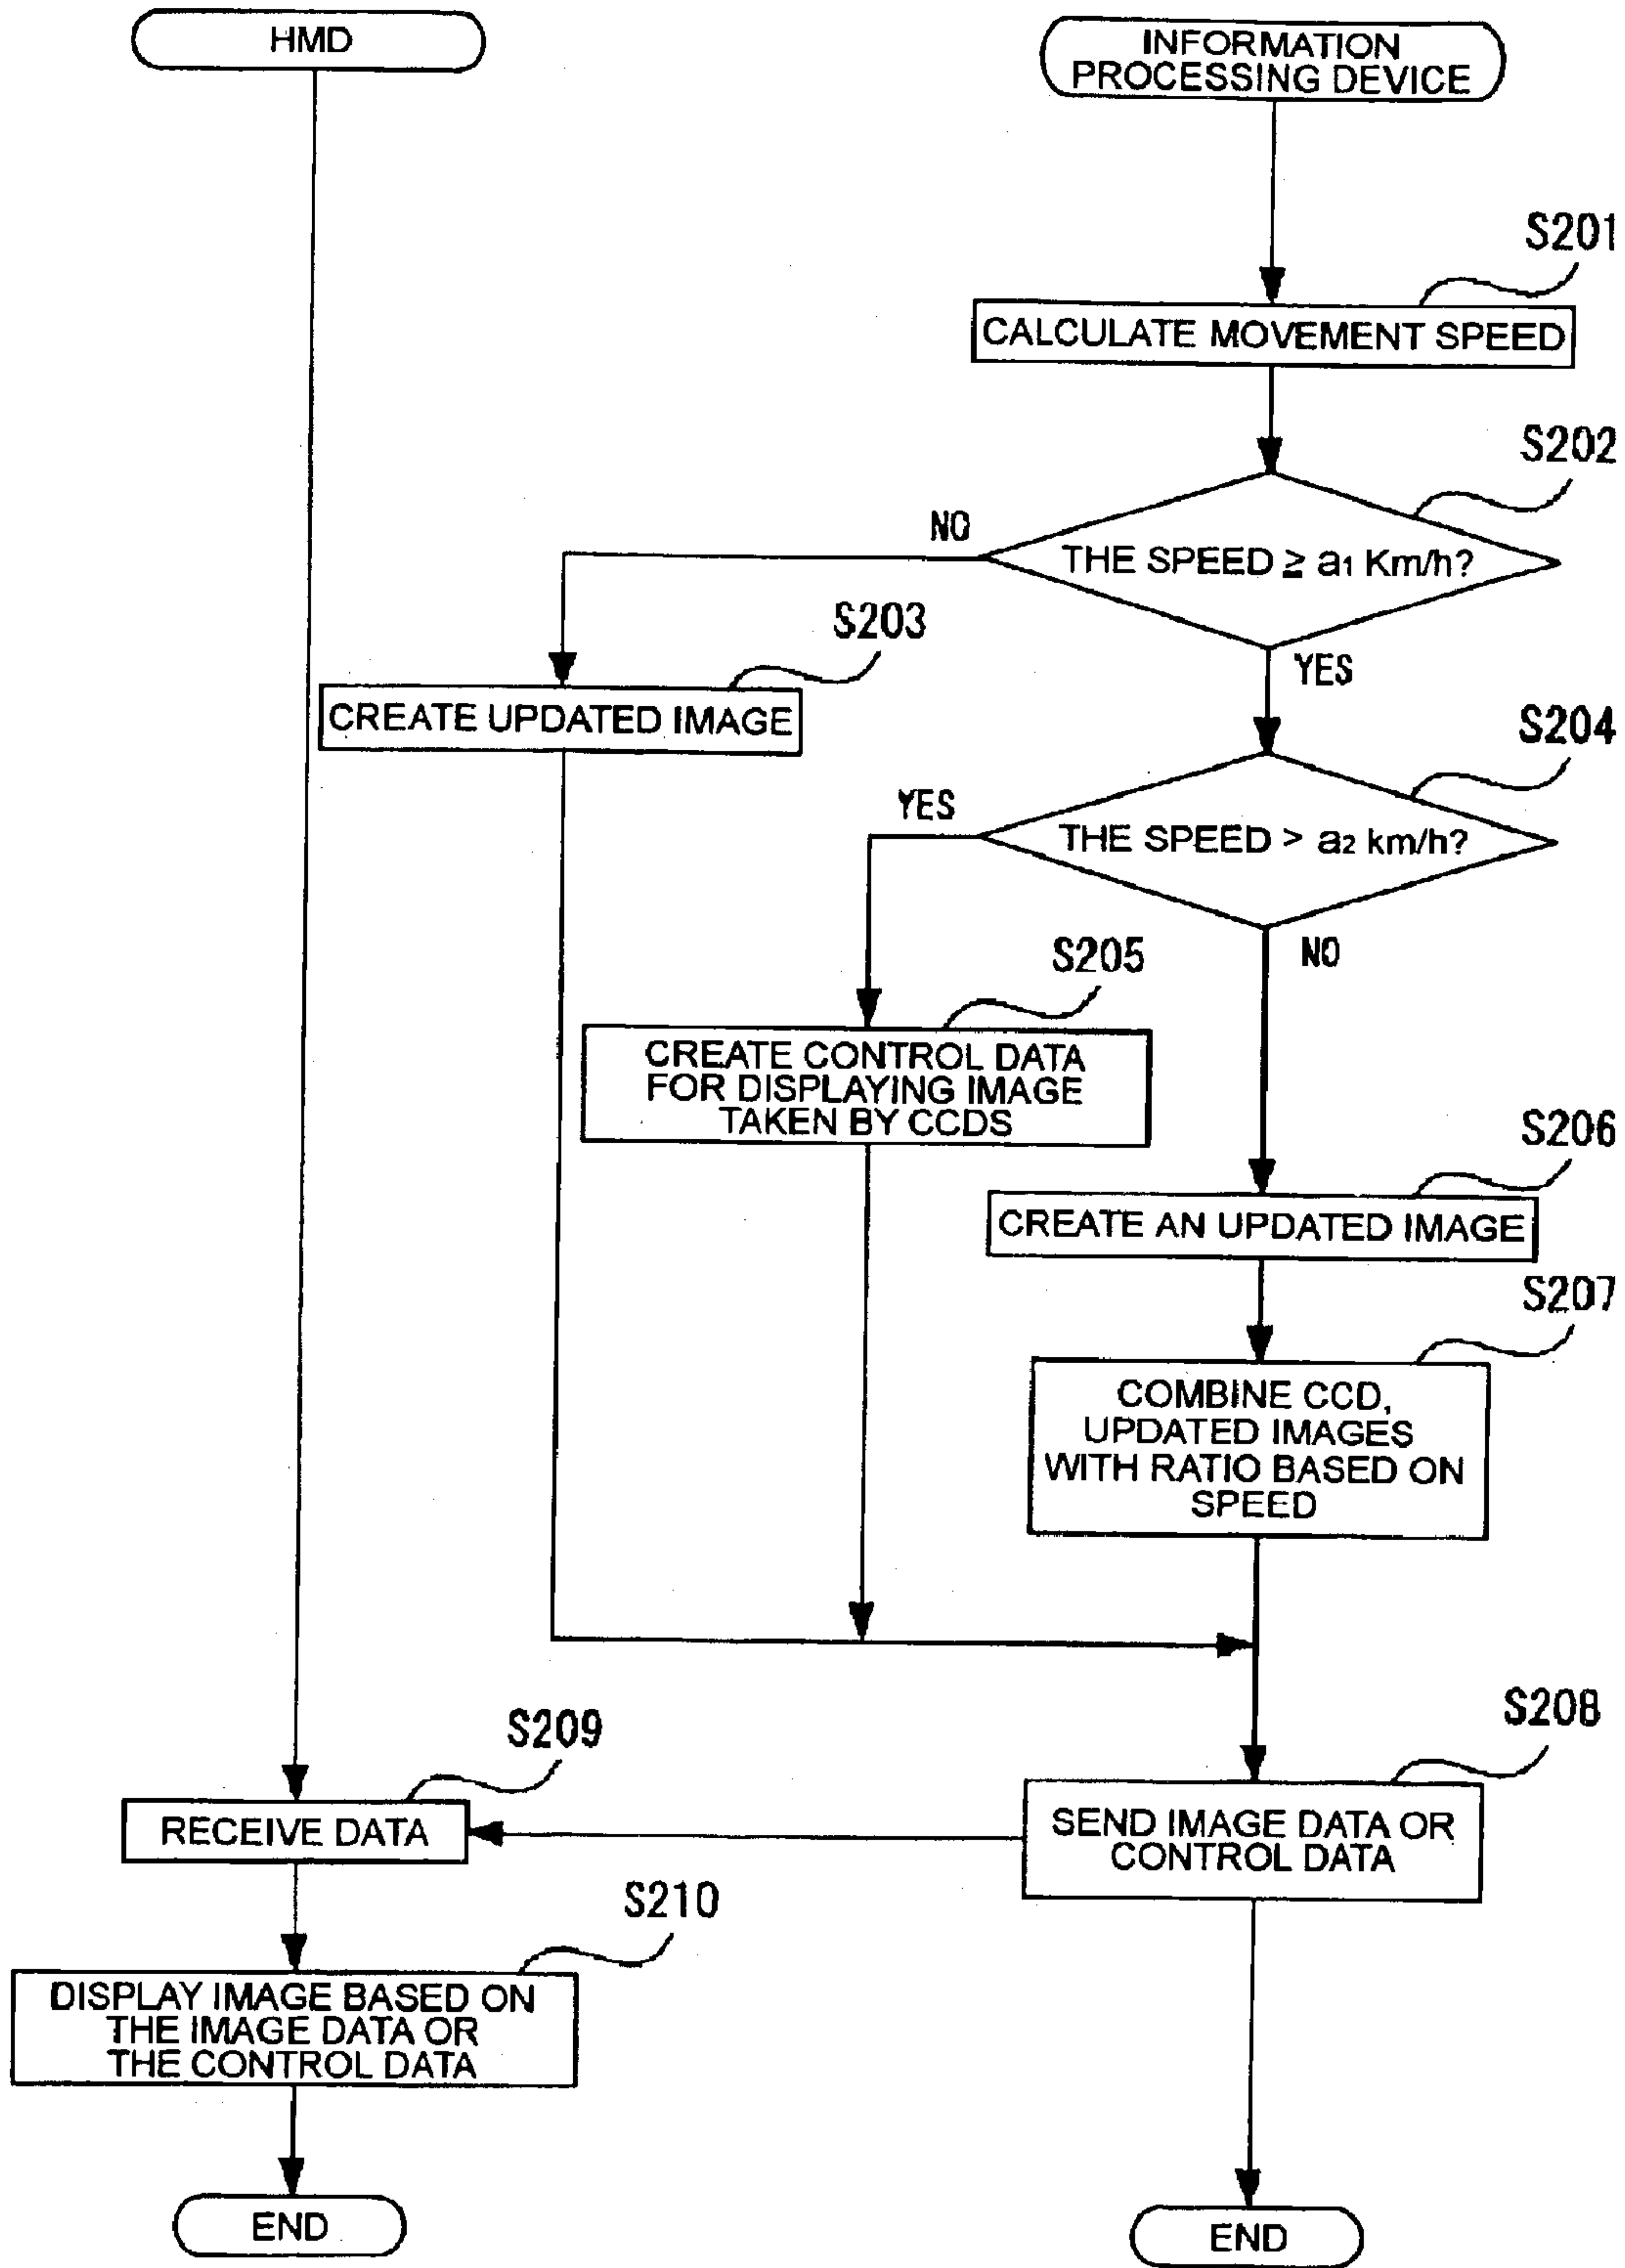 HMD
INFORMATION
PROCESSING DEVICE
S201
CALCULATE MOVEMENT SPEED
S202
NO
THE SPEED ≥ a1 Km/h?
YES
S203
CREATE UPDATED IMAGE
S204
YES
THE SPEED > a2 km/h?
NO
S205
CREATE CONTROL DATA
FOR DISPLAYING IMAGE
TAKEN BY CCDS
S206
CREATE AN UPDATED IMAGE
S207
COMBINE CCD,
UPDATED IMAGES
WITH RATIO BASED ON
SPEED
S208
SEND IMAGE DATA OR
CONTROL DATA
S209
RECEIVE DATA
S210
DISPLAY IMAGE BASED ON
THE IMAGE DATA OR
THE CONTROL DATA
END
END